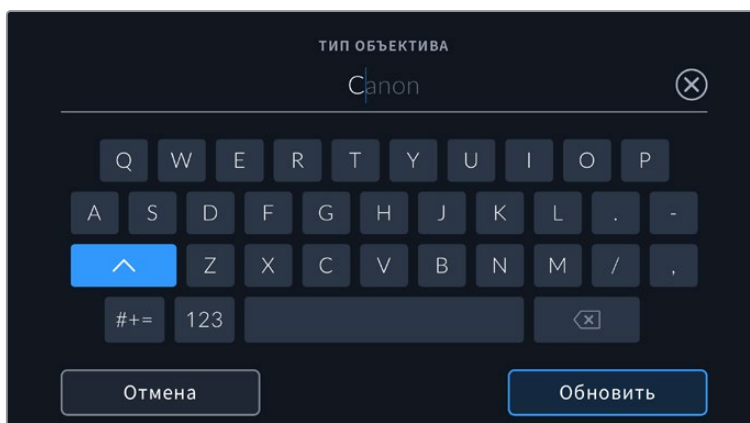 ТИП ОБЪЕКТИВА
Canon
Q W E R T Y U I O P
A S D F G H J K L . -
Z X C V B N M / ,
#+= 123
Отмена Обновить